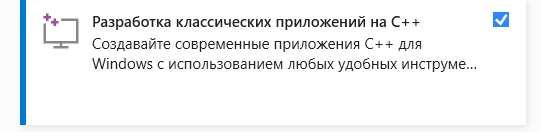 Разработка классических приложений на C++
Создавайте современные приложения C++ для
Windows с использованием любых удобных инструме...